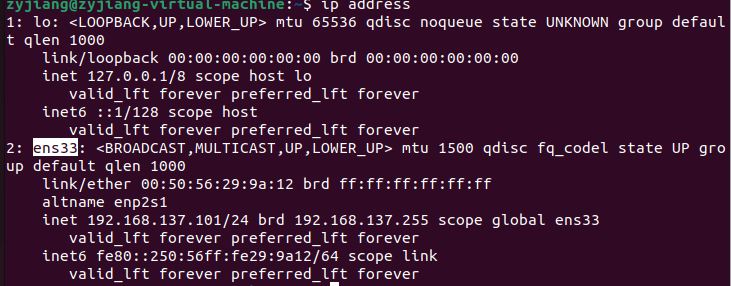 zyjiang@zyjiang-virtual-machine:~$ ip address
1: lo: <LOOPBACK,UP,LOWER_UP> mtu 65536 qdisc noqueue state UNKNOWN group defaul
t qlen 1000
    link/loopback 00:00:00:00:00:00 brd 00:00:00:00:00:00
    inet 127.0.0.1/8 scope host lo
       valid_lft forever preferred_lft forever
    inet6 ::1/128 scope host
       valid_lft forever preferred_lft forever
2: ens33: <BROADCAST,MULTICAST,UP,LOWER_UP> mtu 1500 qdisc fq_codel state UP gro
up default qlen 1000
    link/ether 00:50:56:29:9a:12 brd ff:ff:ff:ff:ff:ff
    altname enp2s1
    inet 192.168.137.101/24 brd 192.168.137.255 scope global ens33
       valid_lft forever preferred_lft forever
    inet6 fe80::250:56ff:fe29:9a12/64 scope link
       valid_lft forever preferred_lft forever